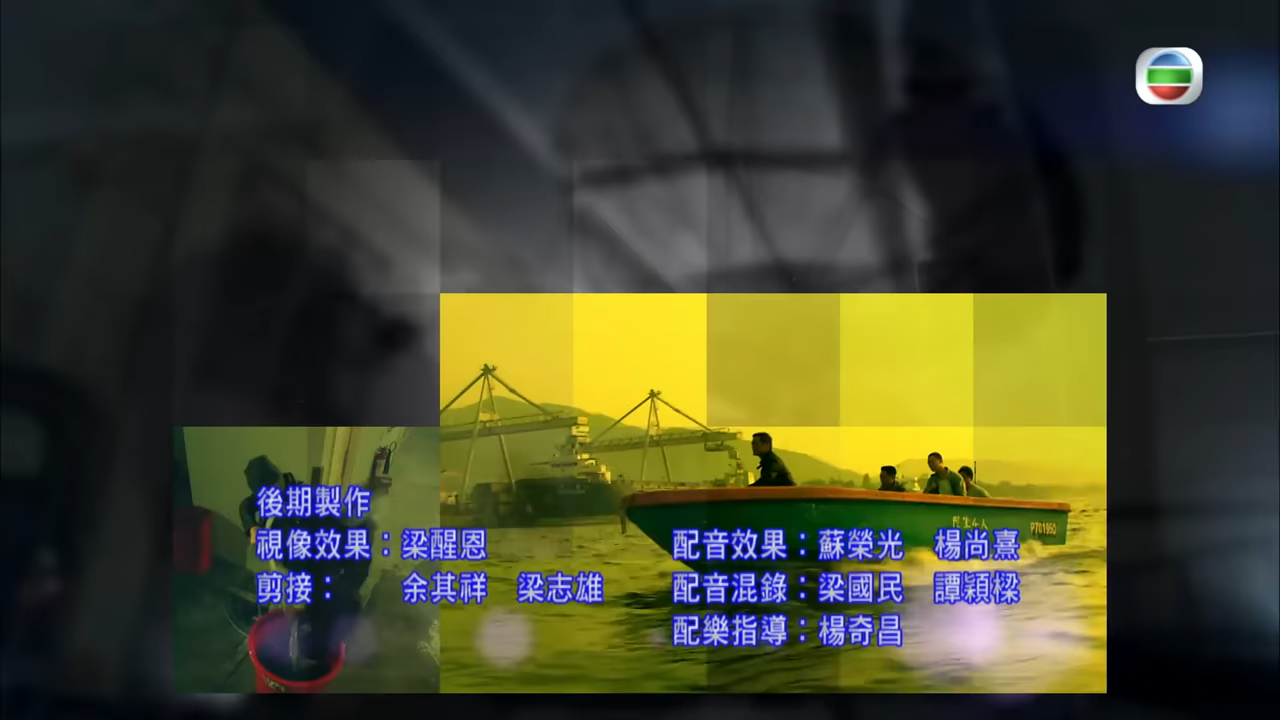 後期製作
視像效果：梁醒恩
剪接：　　余其祥　梁志雄
配音效果：蘇榮光　楊尚熹
配音混錄：梁國民　譚穎樑
配樂指導：楊奇昌
PT01950